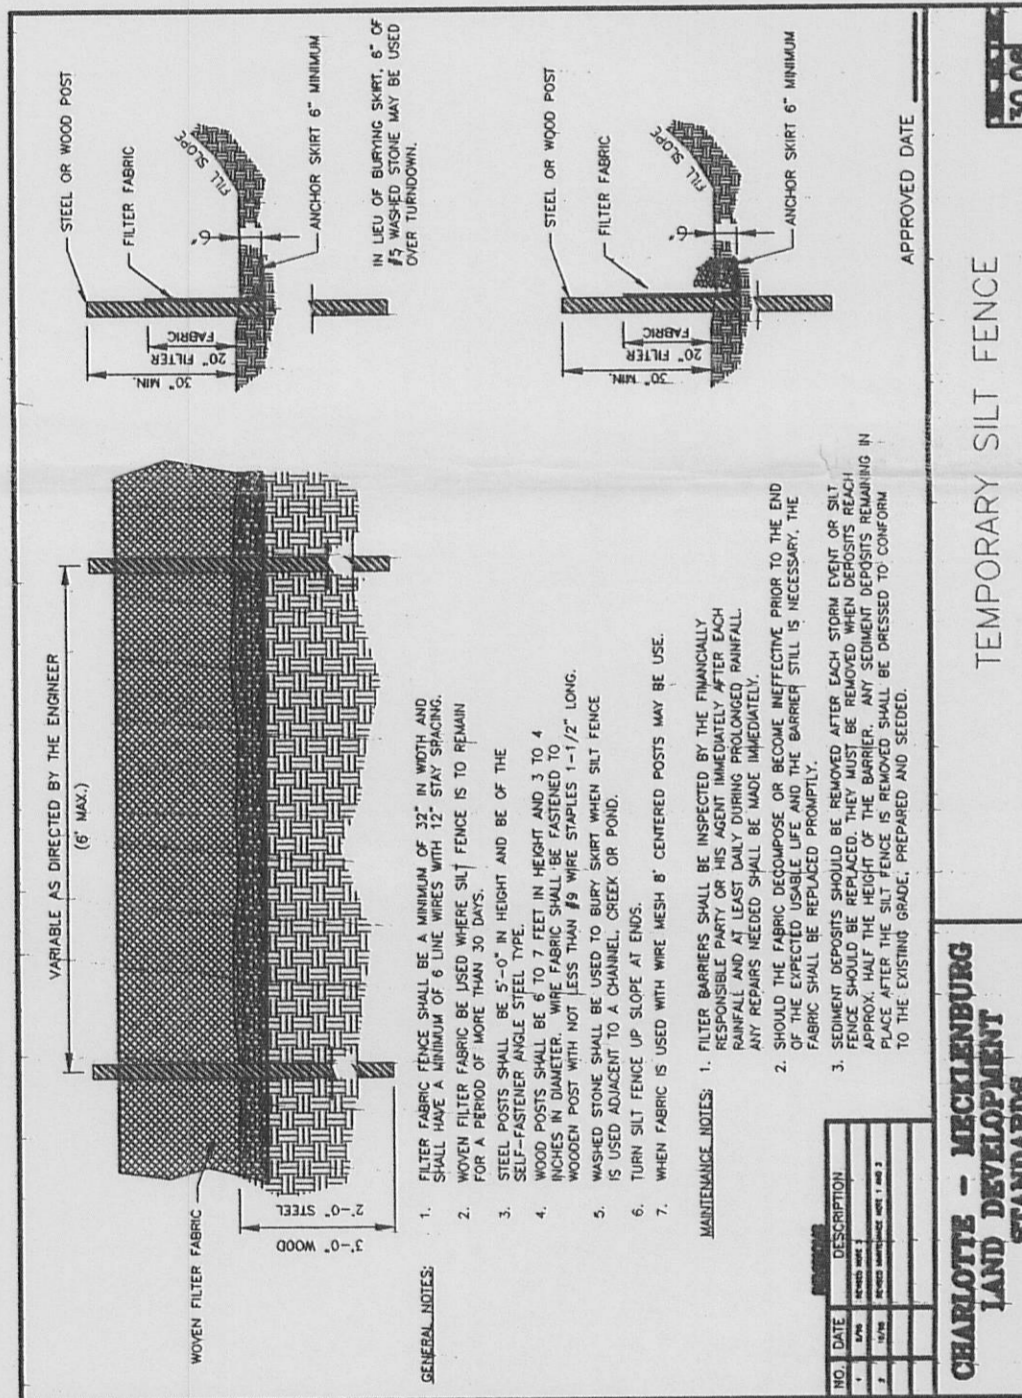 VARIABLE AS DIRECTED BY THE ENGINEER
(6' MAX.)
WOVEN FILTER FABRIC
3'-0" WOOD
2'-0" STEEL
STEEL OR WOOD POST
FILTER FABRIC
30" MIN.
20" FILTER
FABRIC
6"
FILL SLOPE
ANCHOR SKIRT 6" MINIMUM
IN LIEU OF BURYING SKIRT, 6" OF
#5 WASHED STONE MAY BE USED
OVER TURNDOWN.
STEEL OR WOOD POST
FILTER FABRIC
30" MIN.
20" FILTER
FABRIC
6"
FILL SLOPE
ANCHOR SKIRT 6" MINIMUM
GENERAL NOTES:
1. FILTER FABRIC FENCE SHALL BE A MINIMUM OF 32" IN WIDTH AND
SHALL HAVE A MINIMUM OF 6 LINE WIRES WITH 12" STAY SPACING.
2. WOVEN FILTER FABRIC BE USED WHERE SILT FENCE IS TO REMAIN
FOR A PERIOD OF MORE THAN 30 DAYS.
3. STEEL POSTS SHALL BE 5'-0" IN HEIGHT AND BE OF THE
SELF-FASTENER ANGLE STEEL TYPE.
4. WOOD POSTS SHALL BE 6 TO 7 FEET IN HEIGHT AND 3 TO 4
INCHES IN DIAMETER. WIRE FABRIC SHALL BE FASTENED TO
WOODEN POST WITH NOT LESS THAN #9 WIRE STAPLES 1-1/2" LONG.
5. WASHED STONE SHALL BE USED TO BURY SKIRT WHEN SILT FENCE
IS USED ADJACENT TO A CHANNEL, CREEK OR POND.
6. TURN SILT FENCE UP SLOPE AT ENDS.
7. WHEN FABRIC IS USED WITH WIRE MESH 8' CENTERED POSTS MAY BE USE.
MAINTENANCE NOTES:
1. FILTER BARRIERS SHALL BE INSPECTED BY THE FINANCIALLY
RESPONSIBLE PARTY OR HIS AGENT IMMEDIATELY AFTER EACH
RAINFALL AND AT LEAST DAILY DURING PROLONGED RAINFALL.
ANY REPAIRS NEEDED SHALL BE MADE IMMEDIATELY.
2. SHOULD THE FABRIC DECOMPOSE OR BECOME INEFFECTIVE PRIOR TO THE END
OF THE EXPECTED USABLE LIFE AND THE BARRIER STILL IS NECESSARY, THE
FABRIC SHALL BE REPLACED PROMPTLY.
3. SEDIMENT DEPOSITS SHOULD BE REMOVED AFTER EACH STORM EVENT OR SILT
FENCE SHOULD BE REPLACED. THEY MUST BE REMOVED WHEN DEPOSITS REACH
APPROX. HALF THE HEIGHT OF THE BARRIER. ANY SEDIMENT DEPOSITS REMAINING IN
PLACE AFTER THE SILT FENCE IS REMOVED SHALL BE DRESSED TO CONFORM
TO THE EXISTING GRADE, PREPARED AND SEEDED.
NO. DATE DESCRIPTION
1 REVISED NOTE
2 REVISED MAINTENANCE NOTE 1 AND
APPROVED DATE
CHARLOTTE - MECKLENBURG
LAND DEVELOPMENT
STANDARDS
TEMPORARY SILT FENCE
30.06